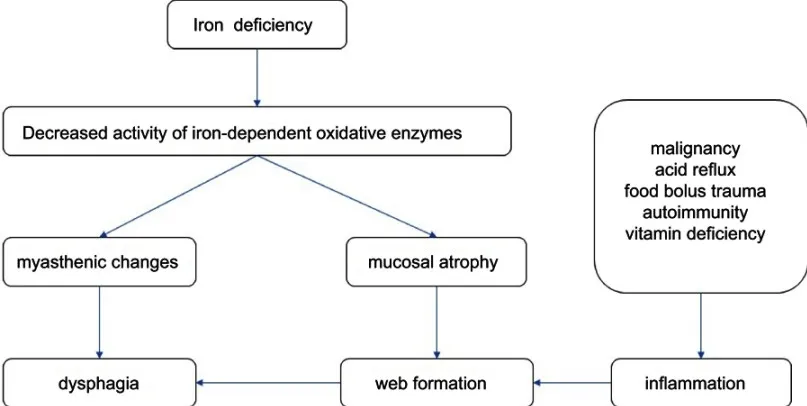 Iron deficiency
Decreased activity of iron-dependent oxidative enzymes
malignancy
acid reflux
food bolus trauma
autoimmunity
vitamin deficiency
myasthenic changes
mucosal atrophy
dysphagia
web formation
inflammation